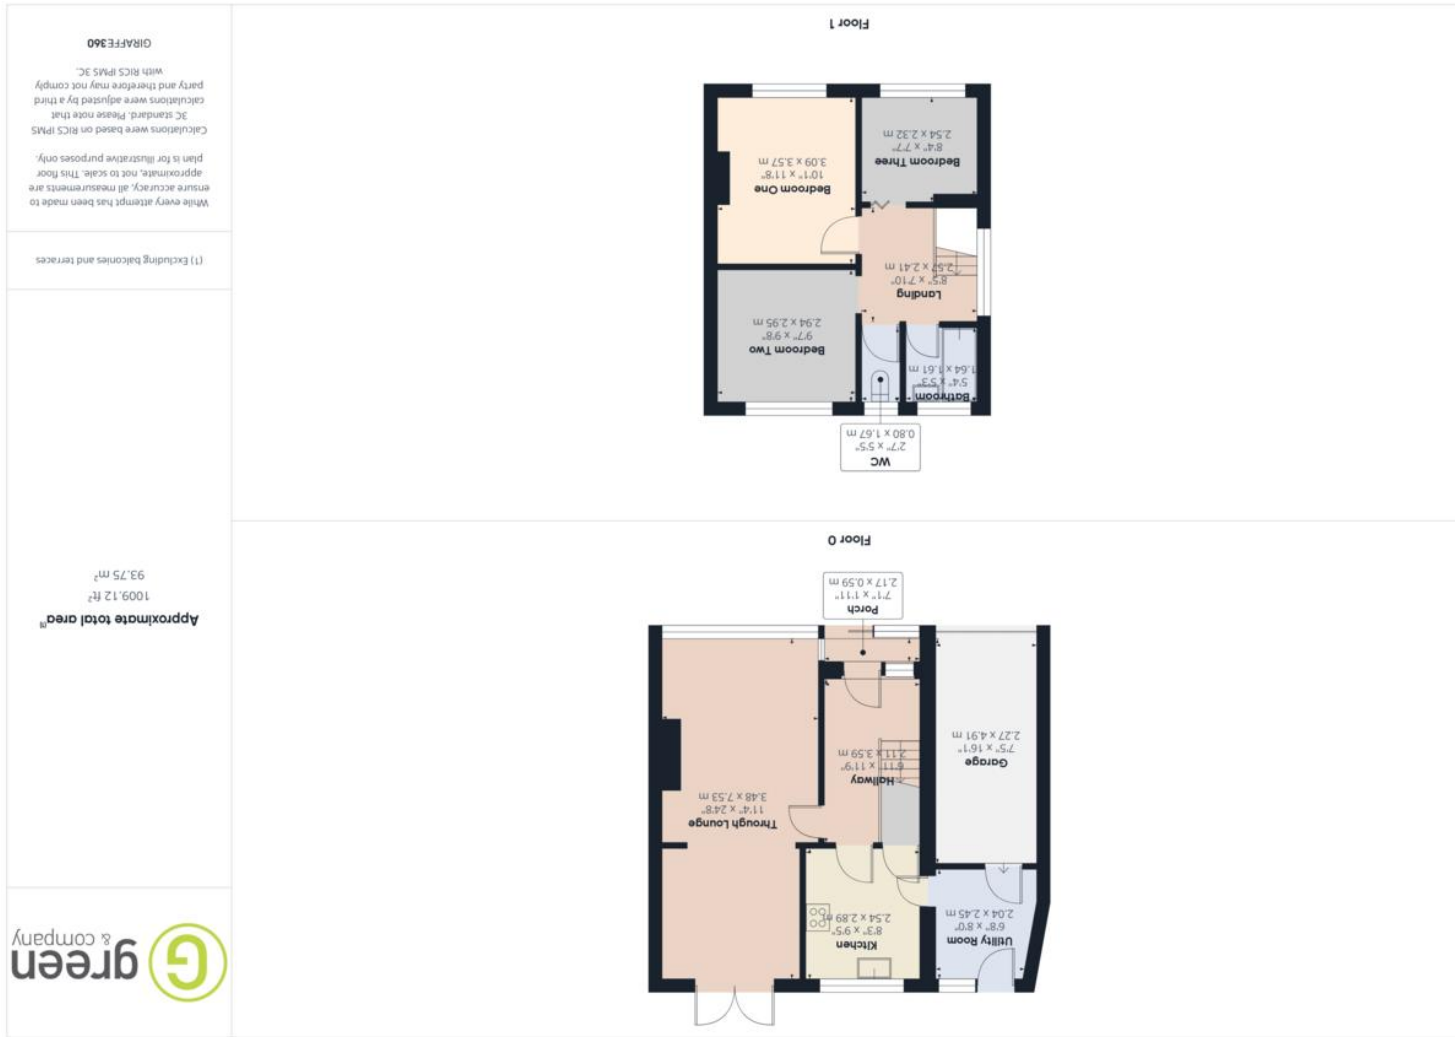 Utility Room
6'8" x 8'0"
2.04 x 2.45 m
Kitchen
8'3" x 9'5"
2.54 x 2.89 m
Through Lounge
11'4" x 24'8"
3.48 x 7.53 m
Garage
7'5" x 16'1"
2.27 x 4.91 m
Hallway
6'11" x 11'9"
2.11 x 3.59 m
Porch
7'1" x 1'11"
2.17 x 0.59 m
Floor 0
WC
2'7" x 5'5"
0.80 x 1.67 m
Bathroom
5'4" x 5'3"
1.64 x 1.61 m
Bedroom Two
9'7" x 9'8"
2.94 x 2.95 m
Landing
8'5" x 7'10"
2.57 x 2.41 m
Bedroom Three
8'4" x 7'7"
2.54 x 2.32 m
Bedroom One
10'1" x 11'8"
3.09 x 3.57 m
Floor 1
G green
& company
Approximate total area(1)
1009.12 ft²
93.75 m²
(1) Excluding balconies and terraces
While every attempt has been made to
ensure accuracy, all measurements are
approximate, not to scale. This floor
plan is for illustrative purposes only.
Calculations were based on RICS IPMS
3C standard. Please note that
calculations were adjusted by a third
party and therefore may not comply
with RICS IPMS 3C.
GIRAFFE360